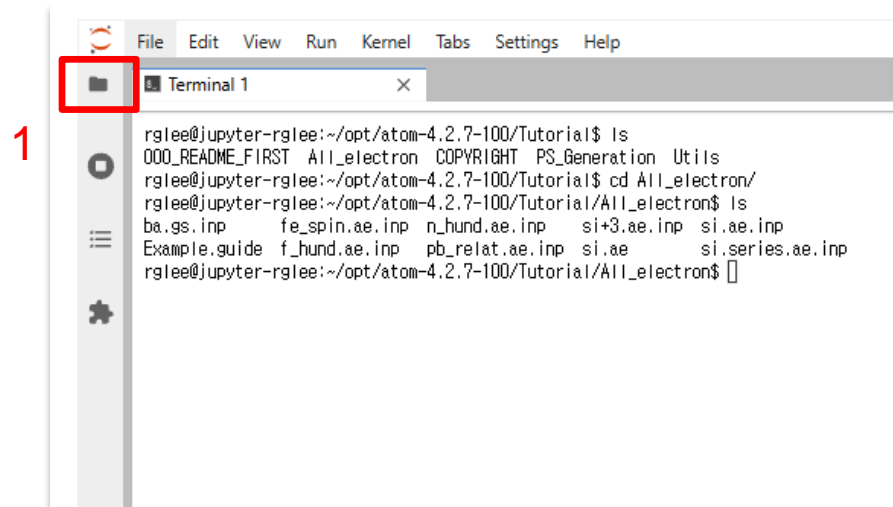 File Edit View Run Kernel Tabs Settings Help
Terminal 1
1
rglee@jupyter-rglee:~/opt/atom-4.2.7-100/Tutorial$ ls
000_README_FIRST All_electron COPYRIGHT PS_Generation Utils
rglee@jupyter-rglee:~/opt/atom-4.2.7-100/Tutorial$ cd All_electron/
rglee@jupyter-rglee:~/opt/atom-4.2.7-100/Tutorial/All_electron$ ls
ba.gs.inp fe_spin.ae.inp n_hund.ae.inp si+3.ae.inp si.ae.inp
Example.guide f_hund.ae.inp pb_relat.ae.inp si.ae si.series.ae.inp
rglee@jupyter-rglee:~/opt/atom-4.2.7-100/Tutorial/All_electron$